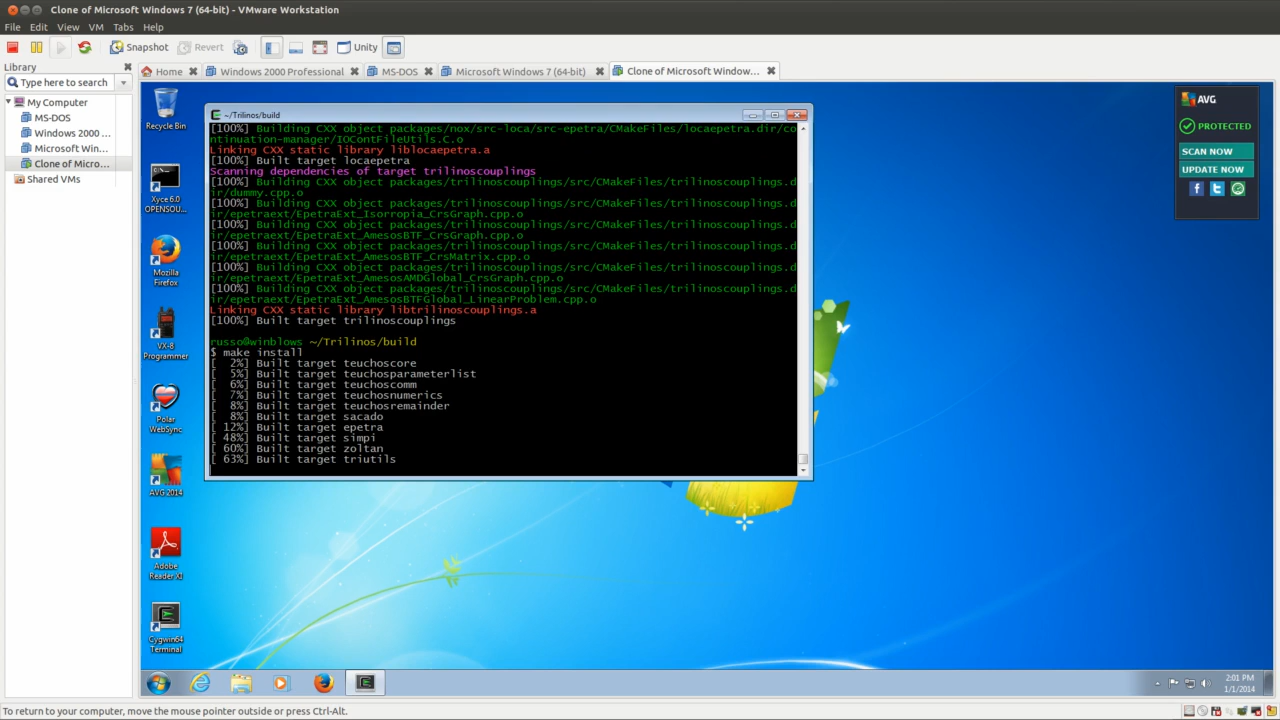 Clone of Microsoft Windows 7 (64-bit) - VMware Workstation
File Edit View VM Tabs Help
Snapshot Revert Unity
Library
Type here to search
My Computer
MS-DOS
Windows 2000 ...
Microsoft Win...
Clone of Micro...
Shared VMs
Home Windows 2000 Professional MS-DOS Microsoft Windows 7 (64-bit) Clone of Microsoft Window...
Recycle Bin
Xyce 6.0
OPENSOU...
Mozilla
Firefox
VX-8
Programmer
Polar
WebSync
AVG 2014
Adobe
Reader XI
Cygwin64
Terminal
~/Trilinos/build
[100%] Building CXX object packages/nox/src-loca/src-epetra/CMakeFiles/locaepetra.dir/co
ntinuation-manager/IOContFileUtils.C.o
Linking CXX static library liblocaepetra.a
[100%] Built target locaepetra
Scanning dependencies of target trilinoscouplings
[100%] Building CXX object packages/trilinoscouplings/src/CMakeFiles/trilinoscouplings.d
ir/dummy.cpp.o
[100%] Building CXX object packages/trilinoscouplings/src/CMakeFiles/trilinoscouplings.d
ir/epetraext/EpetraExt_Isorropia_CrsGraph.cpp.o
[100%] Building CXX object packages/trilinoscouplings/src/CMakeFiles/trilinoscouplings.d
ir/epetraext/EpetraExt_AmesosBTF_CrsGraph.cpp.o
[100%] Building CXX object packages/trilinoscouplings/src/CMakeFiles/trilinoscouplings.d
ir/epetraext/EpetraExt_AmesosBTF_CrsMatrix.cpp.o
[100%] Building CXX object packages/trilinoscouplings/src/CMakeFiles/trilinoscouplings.d
ir/epetraext/EpetraExt_AmesosAMDGlobal_CrsGraph.cpp.o
[100%] Building CXX object packages/trilinoscouplings/src/CMakeFiles/trilinoscouplings.d
ir/epetraext/EpetraExt_AmesosBTFGlobal_LinearProblem.cpp.o
Linking CXX static library libtrilinoscouplings.a
[100%] Built target trilinoscouplings
russo@winblows ~/Trilinos/build
$ make install
[  2%] Built target teuchoscore
[  5%] Built target teuchosparameterlist
[  6%] Built target teuchoscomm
[  7%] Built target teuchosnumerics
[  8%] Built target teuchosremainder
[  8%] Built target sacado
[ 12%] Built target epetra
[ 48%] Built target simpi
[ 60%] Built target zoltan
[ 63%] Built target triutils
AVG
PROTECTED
SCAN NOW
UPDATE NOW
2:01 PM
1/1/2014
To return to your computer, move the mouse pointer outside or press Ctrl-Alt.